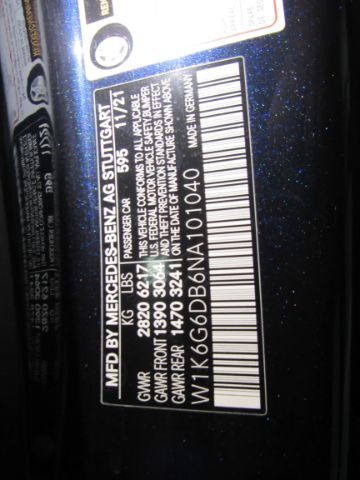 MFD BY MERCEDES-BENZ AG STUTTGART
KG LBS PASSENGER CAR 595 11/21
GVWR 2820 6217 THIS VEHICLE CONFORMS TO ALL APPLICABLE
GAWR FRONT 1390 3064 U.S. FEDERAL MOTOR VEHICLE SAFETY, BUMPER
GAWR REAR 1470 3241 AND THEFT PREVENTION STANDARDS IN EFFECT
ON THE DATE OF MANUFACTURE SHOWN ABOVE
W1K6G6DB6NA101040 MADE IN GERMANY